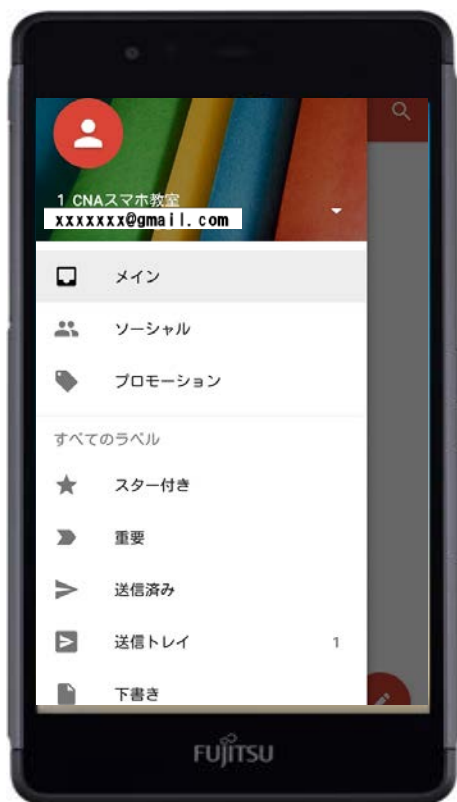 1 CNAスマホ教室
xxxxxxx@gmail.com
メイン
ソーシャル
プロモーション
すべてのラベル
スター付き
重要
送信済み
送信トレイ 1
下書き
FUJITSU